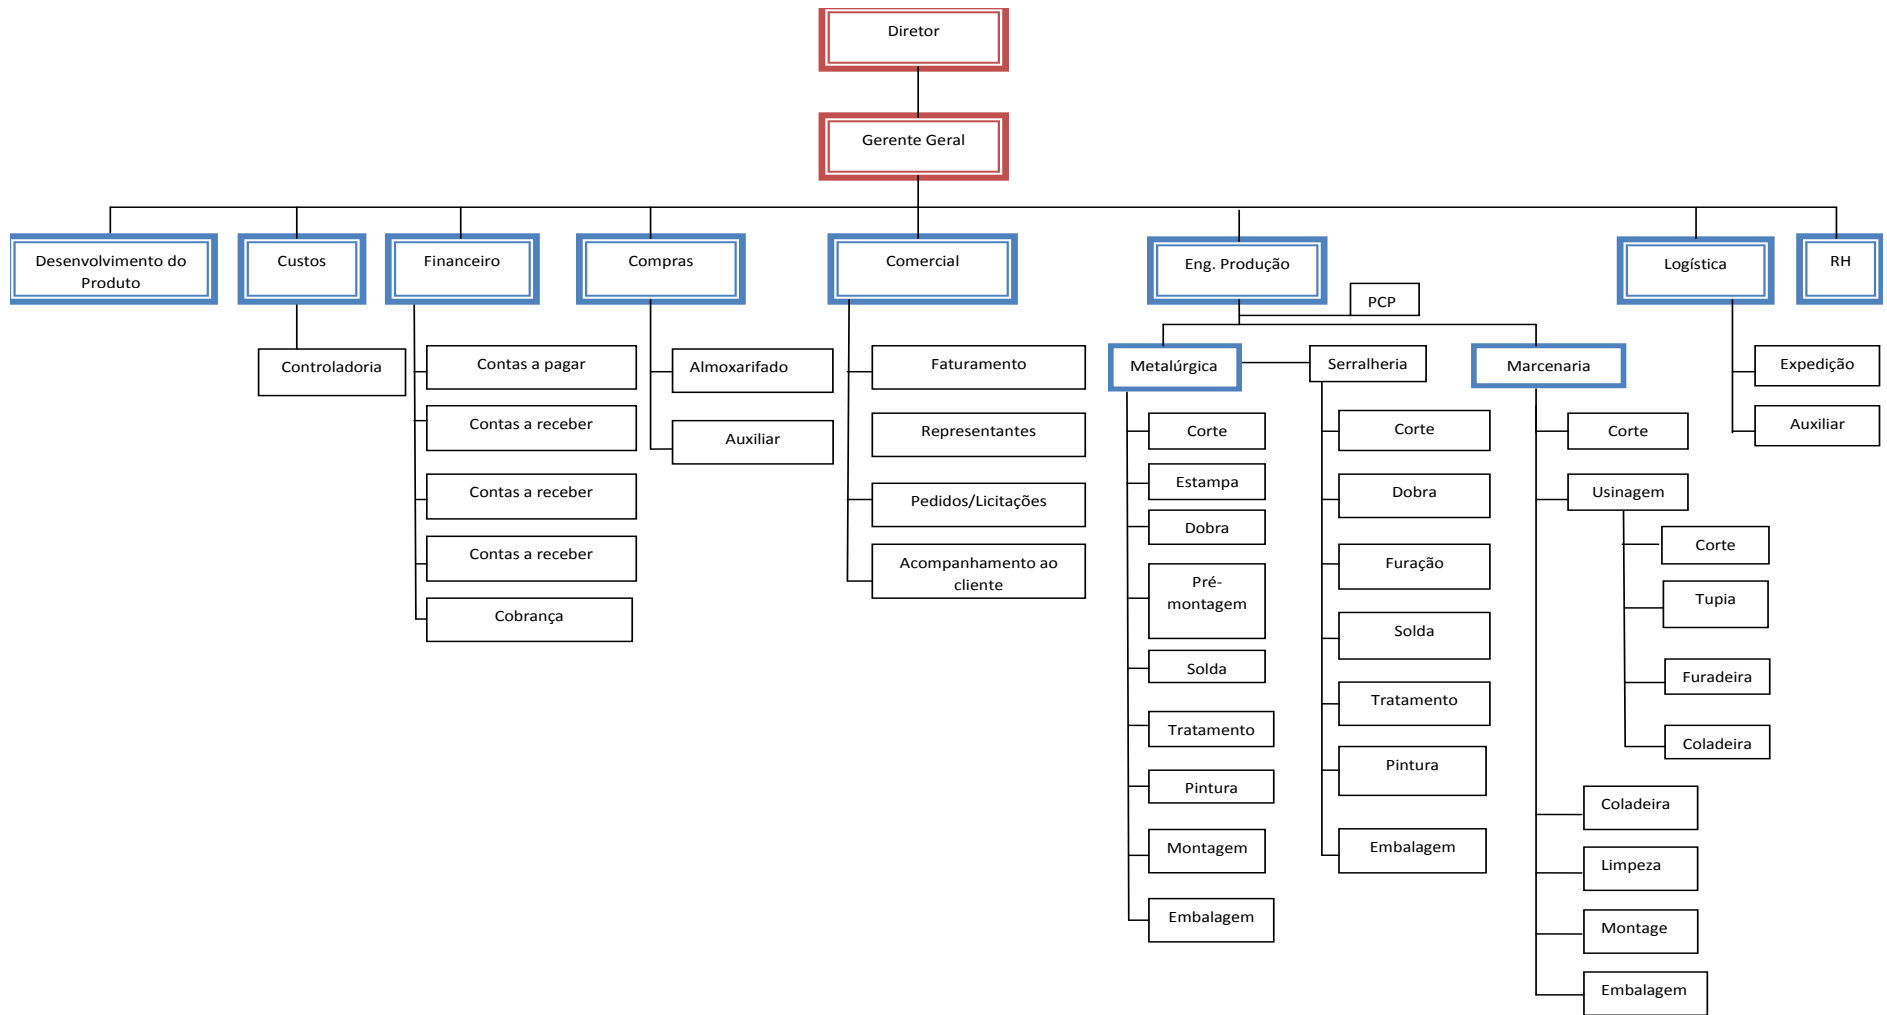 Diretor
Gerente Geral
Desenvolvimento do
Produto
Custos
Financeiro
Compras
Comercial
Eng. Produção
Logística
RH
PCP
Controladoria
Contas a pagar
Contas a receber
Contas a receber
Contas a receber
Cobrança
Almoxarifado
Auxiliar
Faturamento
Representantes
Pedidos/Licitações
Acompanhamento ao
cliente
Metalúrgica
Corte
Estampa
Dobra
Pré-
montagem
Solda
Tratamento
Pintura
Montagem
Embalagem
Serralheria
Corte
Dobra
Furação
Solda
Tratamento
Pintura
Embalagem
Marcenaria
Corte
Usinagem
Corte
Tupia
Furadeira
Coladeira
Coladeira
Limpeza
Montage
Embalagem
Expedição
Auxiliar